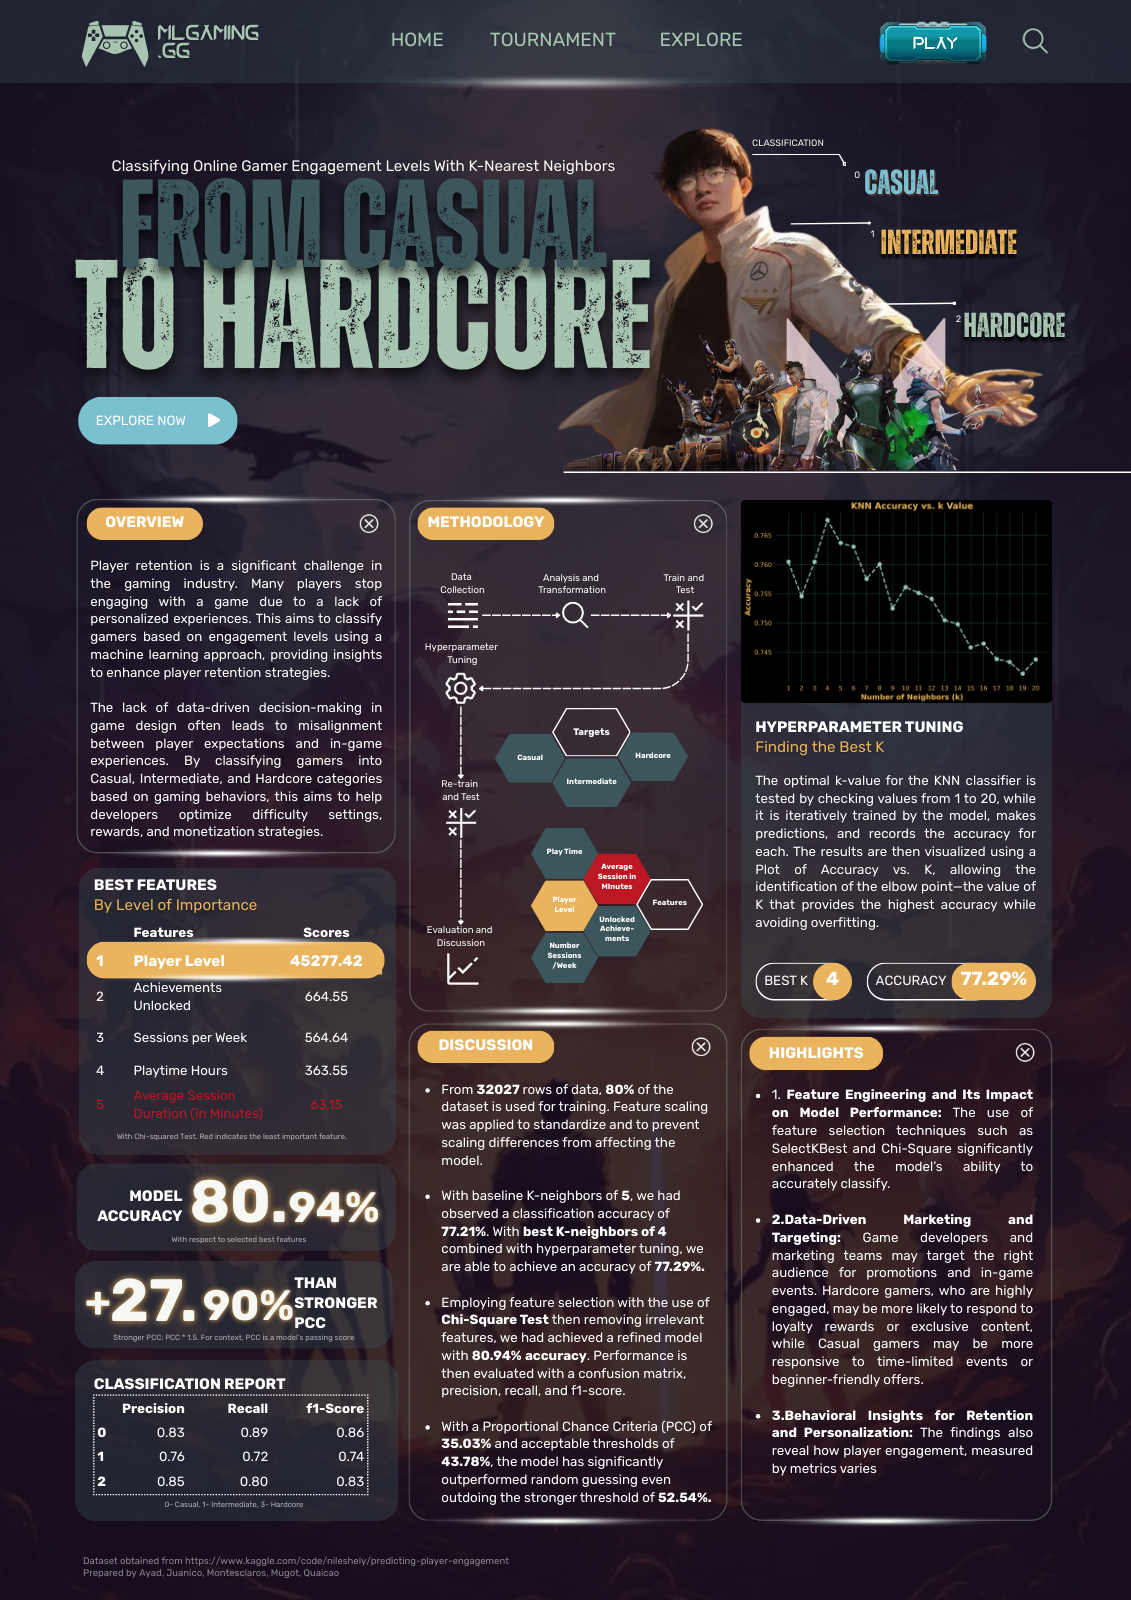 MLGAMING
.GG
HOME
TOURNAMENT
EXPLORE
PLAY
Classifying Online Gamer Engagement Levels With K-Nearest Neighbors
FROM CASUAL
TO HARDCORE
EXPLORE NOW
CLASSIFICATION
0 CASUAL
1 INTERMEDIATE
2 HARDCORE
OVERVIEW
Player retention is a significant challenge in
the gaming industry. Many players stop
engaging with a game due to a lack of
personalized experiences. This aims to classify
gamers based on engagement levels using a
machine learning approach, providing insights
to enhance player retention strategies.
The lack of data-driven decision-making in
game design often leads to misalignment
between player expectations and in-game
experiences. By classifying gamers into
Casual, Intermediate, and Hardcore categories
based on gaming behaviors, this aims to help
developers optimize difficulty settings,
rewards, and monetization strategies.
BEST FEATURES
By Level of Importance
Features Scores
1 Player Level 45277.42
2 Achievements
Unlocked 664.55
3 Sessions per Week 564.64
4 Playtime Hours 363.55
5 Average Session
Duration (in Minutes) 63.15
With Chi-squared Test. Red indicates the least important feature.
MODEL
ACCURACY
80.94%
With respect to selected best features
+27.90%
THAN
STRONGER
PCC
Stronger PCC: PCC * 1.5. For context, PCC is a model's passing score
CLASSIFICATION REPORT
Precision Recall f1-Score
0 0.83 0.89 0.86
1 0.76 0.72 0.74
2 0.85 0.80 0.83
0- Casual, 1- Intermediate, 3- Hardcore
METHODOLOGY
Data
Collection
Analysis and
Transformation
Train and
Test
Hyperparameter
Tuning
Targets
Casual
Hardcore
Intermediate
Re-train
and Test
Play Time
Average
Session in
Minutes
Player
Level
Features
Unlocked
Achieve-
ments
Number
Sessions
/Week
Evaluation and
Discussion
DISCUSSION
• From 32027 rows of data, 80% of the
dataset is used for training. Feature scaling
was applied to standardize and to prevent
scaling differences from affecting the
model.
• With baseline K-neighbors of 5, we had
observed a classification accuracy of
77.21%. With best K-neighbors of 4
combined with hyperparameter tuning, we
are able to achieve an accuracy of 77.29%.
• Employing feature selection with the use of
Chi-Square Test then removing irrelevant
features, we had achieved a refined model
with 80.94% accuracy. Performance is
then evaluated with a confusion matrix,
precision, recall, and f1-score.
• With a Proportional Chance Criteria (PCC) of
35.03% and acceptable thresholds of
43.78%, the model has significantly
outperformed random guessing even
outdoing the stronger threshold of 52.54%.
KNN Accuracy vs. k Value
Accuracy
0.765
0.760
0.755
0.750
0.745
1 2 3 4 5 6 7 8 9 10 11 12 13 14 15 16 17 18 19 20
Number of Neighbors (k)
HYPERPARAMETER TUNING
Finding the Best K
The optimal k-value for the KNN classifier is
tested by checking values from 1 to 20, while
it is iteratively trained by the model, makes
predictions, and records the accuracy for
each. The results are then visualized using a
Plot of Accuracy vs. K, allowing the
identification of the elbow point—the value of
K that provides the highest accuracy while
avoiding overfitting.
BEST K 4
ACCURACY 77.29%
HIGHLIGHTS
• 1. Feature Engineering and Its Impact
on Model Performance: The use of
feature selection techniques such as
SelectKBest and Chi-Square significantly
enhanced the model's ability to
accurately classify.
• 2.Data-Driven Marketing and
Targeting: Game developers and
marketing teams may target the right
audience for promotions and in-game
events. Hardcore gamers, who are highly
engaged, may be more likely to respond to
loyalty rewards or exclusive content,
while Casual gamers may be more
responsive to time-limited events or
beginner-friendly offers.
• 3.Behavioral Insights for Retention
and Personalization: The findings also
reveal how player engagement, measured
by metrics varies
Dataset obtained from https://www.kaggle.com/code/nileshely/predicting-player-engagement
Prepared by Ayad, Juanico, Montesclaros, Mugot, Quaicao